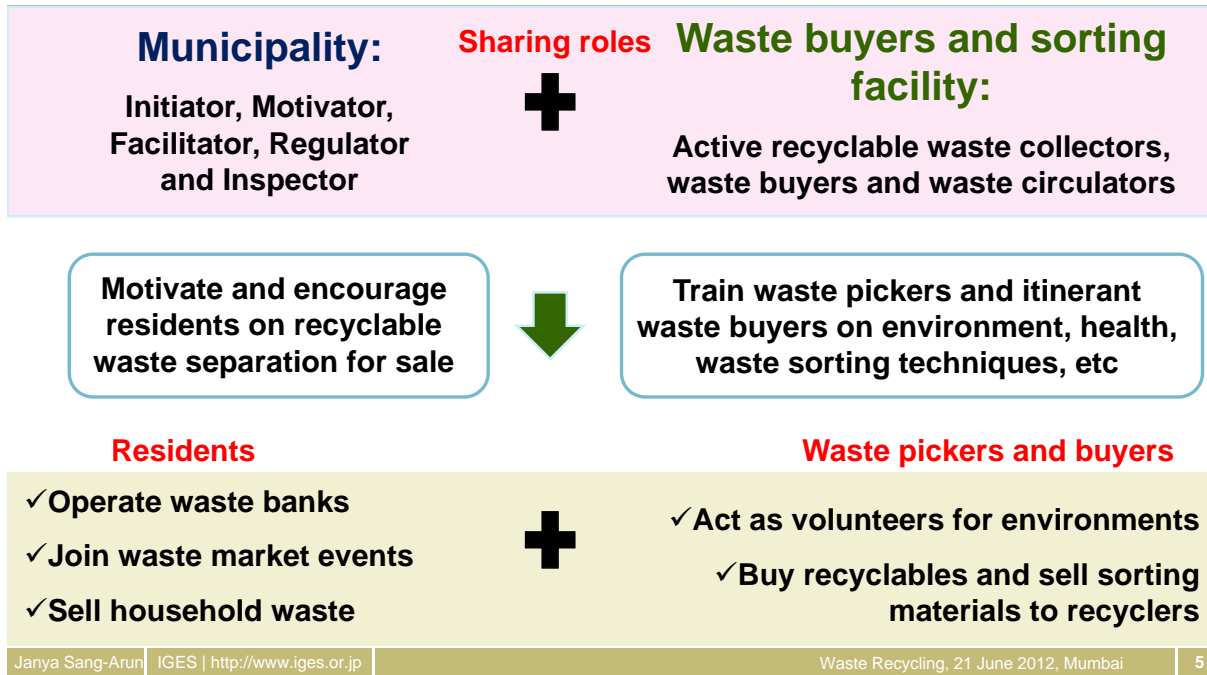 Municipality:
Initiator, Motivator,
Facilitator, Regulator
and Inspector
Sharing roles
Waste buyers and sorting
facility:
Active recyclable waste collectors,
waste buyers and waste circulators
Motivate and encourage
residents on recyclable
waste separation for sale
Train waste pickers and itinerant
waste buyers on environment, health,
waste sorting techniques, etc
Residents
✓Operate waste banks
✓Join waste market events
✓Sell household waste
Waste pickers and buyers
✓Act as volunteers for environments
✓Buy recyclables and sell sorting
materials to recyclers
Janya Sang-Arun IGES | http://www.iges.or.jp Waste Recycling, 21 June 2012, Mumbai 5